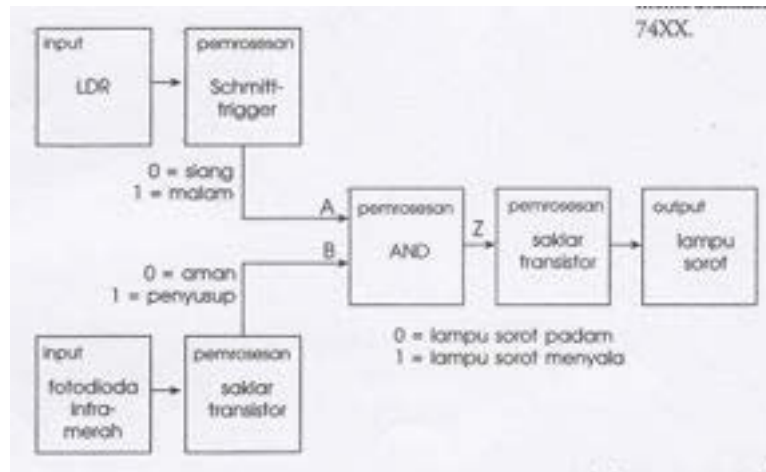 74XX.
input
LDR
pemrosesan
Schmitt-
trigger
0 = siang
1 = malam
A
B
0 = aman
1 = penyusup
input
fotodioda
infra-
merah
pemrosesan
saklar
transistor
pemrosesan
AND
Z
pemrosesan
saklar
transistor
output
lampu
sorot
0 = lampu sorot padam
1 = lampu sorot menyala